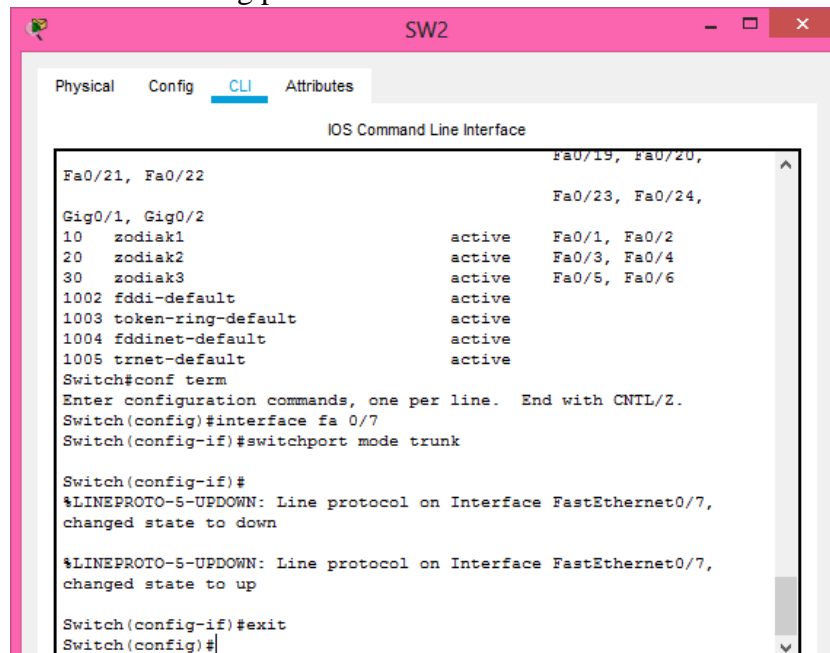 SW2
Physical Config CLI Attributes
IOS Command Line Interface
Fa0/19, Fa0/20,
Fa0/21, Fa0/22
Fa0/23, Fa0/24,
Gig0/1, Gig0/2
10 zodiak1 active Fa0/1, Fa0/2
20 zodiak2 active Fa0/3, Fa0/4
30 zodiak3 active Fa0/5, Fa0/6
1002 fddi-default active
1003 token-ring-default active
1004 fddinet-default active
1005 trnet-default active
Switch#conf term
Enter configuration commands, one per line. End with CNTL/Z.
Switch(config)#interface fa 0/7
Switch(config-if)#switchport mode trunk
Switch(config-if)#
%LINEPROTO-5-UPDOWN: Line protocol on Interface FastEthernet0/7,
changed state to down
%LINEPROTO-5-UPDOWN: Line protocol on Interface FastEthernet0/7,
changed state to up
Switch(config-if)#exit
Switch(config)#